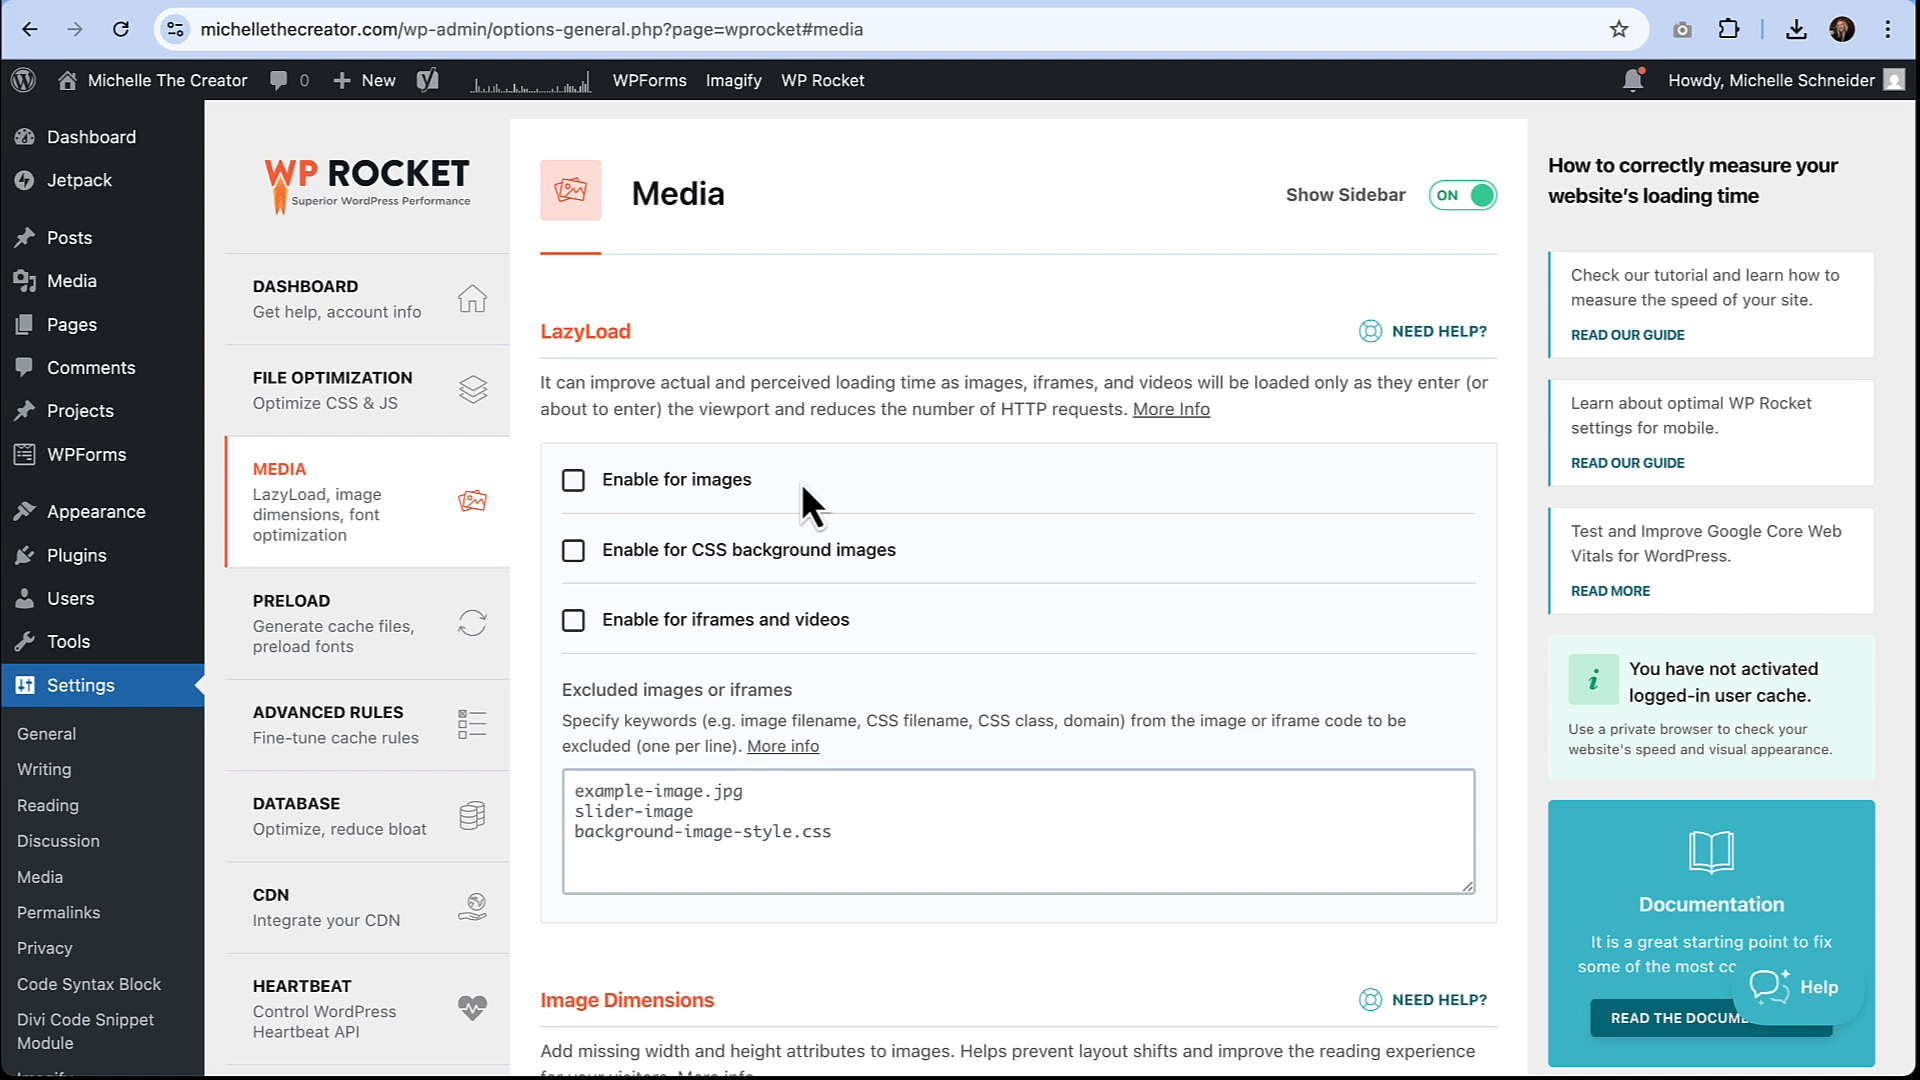 michellethecreator.com/wp-admin/options-general.php?page=wprocket#media
Michelle The Creator
0
New
WPForms
Imagify
WP Rocket
Howdy, Michelle Schneider
Dashboard
Jetpack
Posts
Media
Pages
Comments
Projects
WPForms
Appearance
Plugins
Users
Tools
Settings
General
Writing
Reading
Discussion
Media
Permalinks
Privacy
Code Syntax Block
Divi Code Snippet
Module
WP ROCKET
Superior WordPress Performance
DASHBOARD
Get help, account info
FILE OPTIMIZATION
Optimize CSS & JS
MEDIA
LazyLoad, image
dimensions, font
optimization
PRELOAD
Generate cache files,
preload fonts
ADVANCED RULES
Fine-tune cache rules
DATABASE
Optimize, reduce bloat
CDN
Integrate your CDN
HEARTBEAT
Control WordPress
Heartbeat API
Media
Show Sidebar
ON
LazyLoad
NEED HELP?
It can improve actual and perceived loading time as images, iframes, and videos will be loaded only as they enter (or
about to enter) the viewport and reduces the number of HTTP requests. More Info
Enable for images
Enable for CSS background images
Enable for iframes and videos
Excluded images or iframes
Specify keywords (e.g. image filename, CSS filename, CSS class, domain) from the image or iframe code to be
excluded (one per line). More info
example-image.jpg
slider-image
background-image-style.css
Image Dimensions
NEED HELP?
Add missing width and height attributes to images. Helps prevent layout shifts and improve the reading experience
for your visitors. More info
How to correctly measure your
website's loading time
Check our tutorial and learn how to
measure the speed of your site.
READ OUR GUIDE
Learn about optimal WP Rocket
settings for mobile.
READ OUR GUIDE
Test and Improve Google Core Web
Vitals for WordPress.
READ MORE
You have not activated
logged-in user cache.
Use a private browser to check your
website's speed and visual appearance.
Documentation
It is a great starting point to fix
some of the most
Help
READ THE